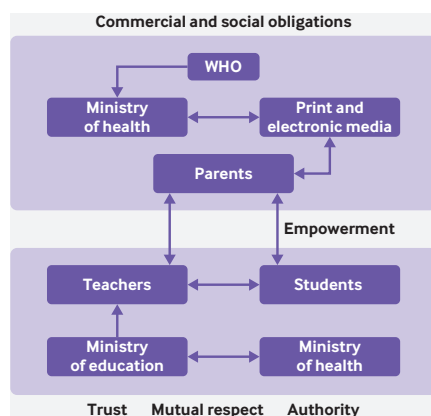 Commercial and social obligations
WHO
Ministry
of health
Print and
electronic media
Parents
Empowerment
Teachers
Students
Ministry
of education
Ministry
of health
Trust Mutual respect Authority